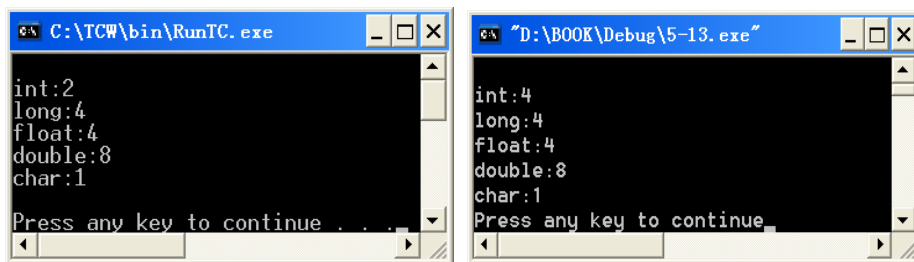 C:\TCW\bin\RunTC.exe
int:2
long:4
float:4
double:8
char:1
Press any key to continue . . .
"D:\BOOK\Debug\5-13.exe"
int:4
long:4
float:4
double:8
char:1
Press any key to continue